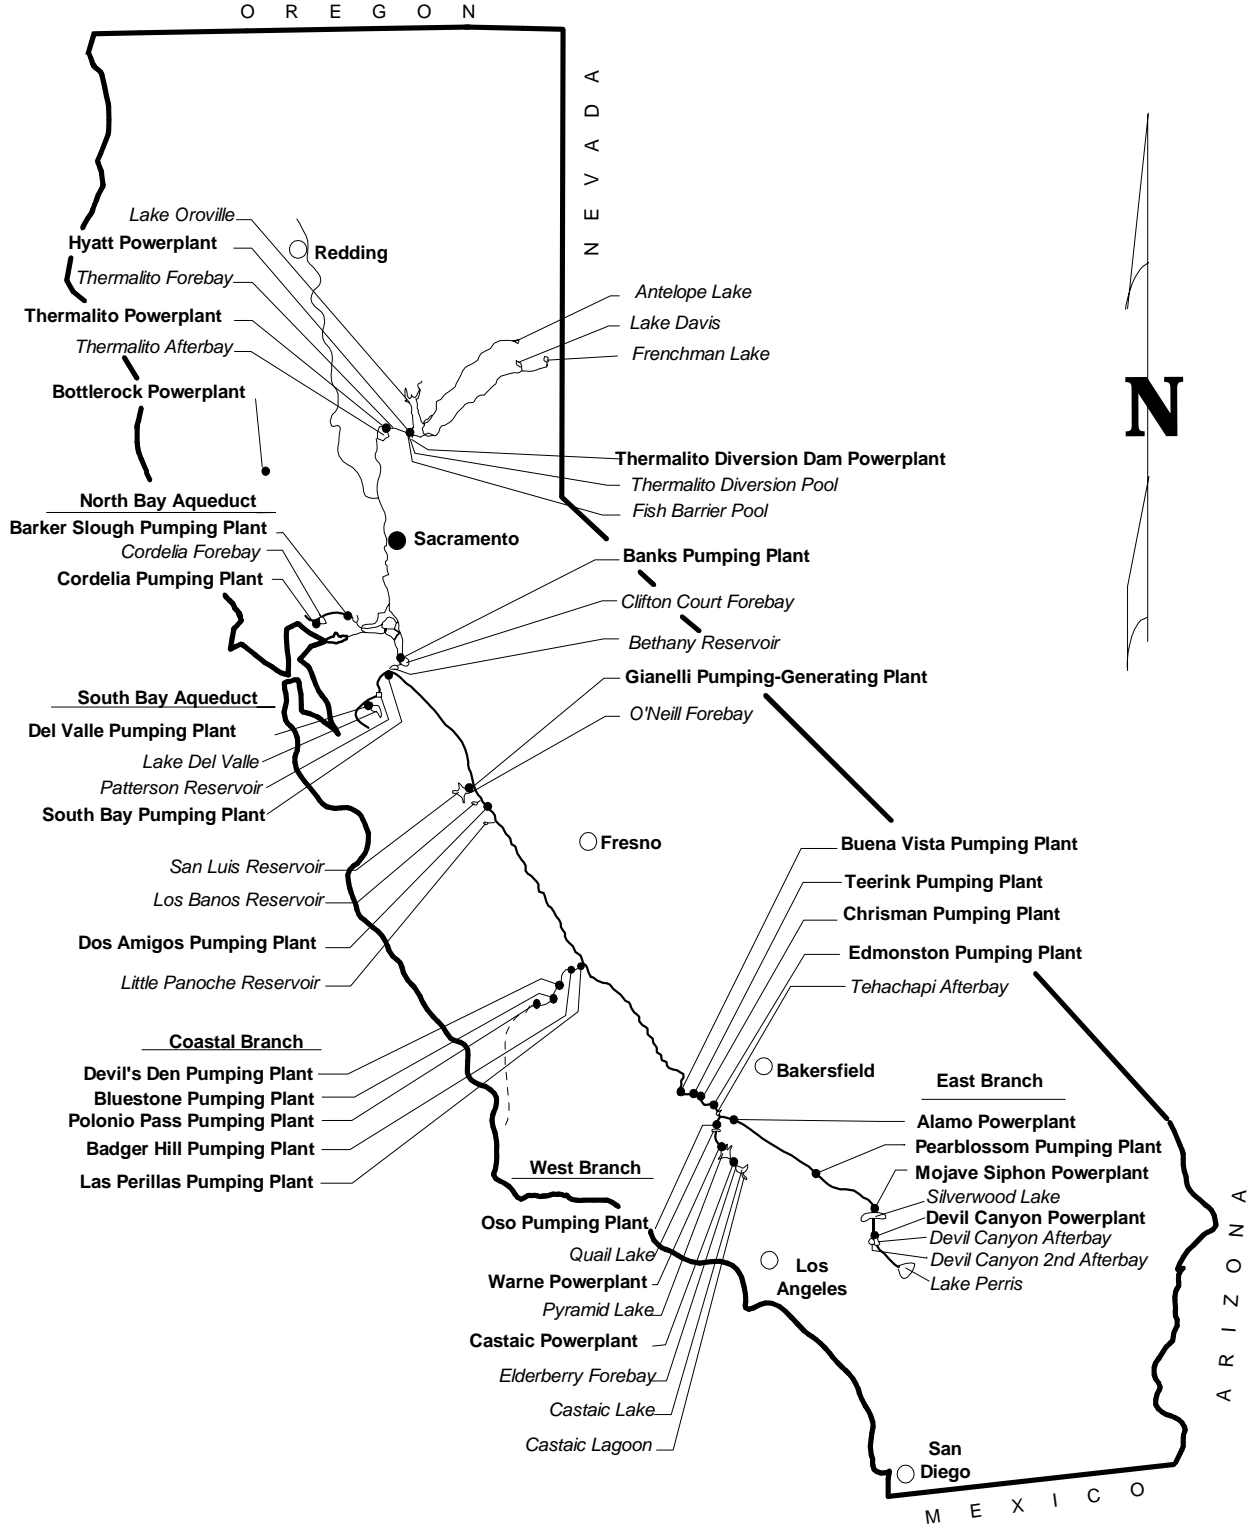 O R E G O N
NEVADA
Lake Oroville
Hyatt Powerplant
Redding
Thermalito Forebay
Antelope Lake
Thermalito Powerplant
Lake Davis
Thermalito Afterbay
Frenchman Lake
Bottlerock Powerplant
N
Thermalito Diversion Dam Powerplant
Thermalito Diversion Pool
North Bay Aqueduct
Fish Barrier Pool
Barker Slough Pumping Plant
Sacramento
Cordelia Forebay
Banks Pumping Plant
Cordelia Pumping Plant
Clifton Court Forebay
Bethany Reservoir
Gianelli Pumping-Generating Plant
South Bay Aqueduct
O'Neill Forebay
Del Valle Pumping Plant
Lake Del Valle
Patterson Reservoir
South Bay Pumping Plant
Fresno
Buena Vista Pumping Plant
San Luis Reservoir
Teerink Pumping Plant
Los Banos Reservoir
Chrisman Pumping Plant
Dos Amigos Pumping Plant
Edmonston Pumping Plant
Little Panoche Reservoir
Tehachapi Afterbay
Coastal Branch
Devil's Den Pumping Plant
Bakersfield
East Branch
Bluestone Pumping Plant
Polonio Pass Pumping Plant
Alamo Powerplant
Badger Hill Pumping Plant
Pearblossom Pumping Plant
West Branch
Mojave Siphon Powerplant
Las Perillas Pumping Plant
Silverwood Lake
Oso Pumping Plant
Devil Canyon Powerplant
Devil Canyon Afterbay
Quail Lake
Devil Canyon 2nd Afterbay
Los
Angeles
Warne Powerplant
Lake Perris
Pyramid Lake
Castaic Powerplant
ARIZONA
Elderberry Forebay
Castaic Lake
Castaic Lagoon
San
Diego
M E X I C O